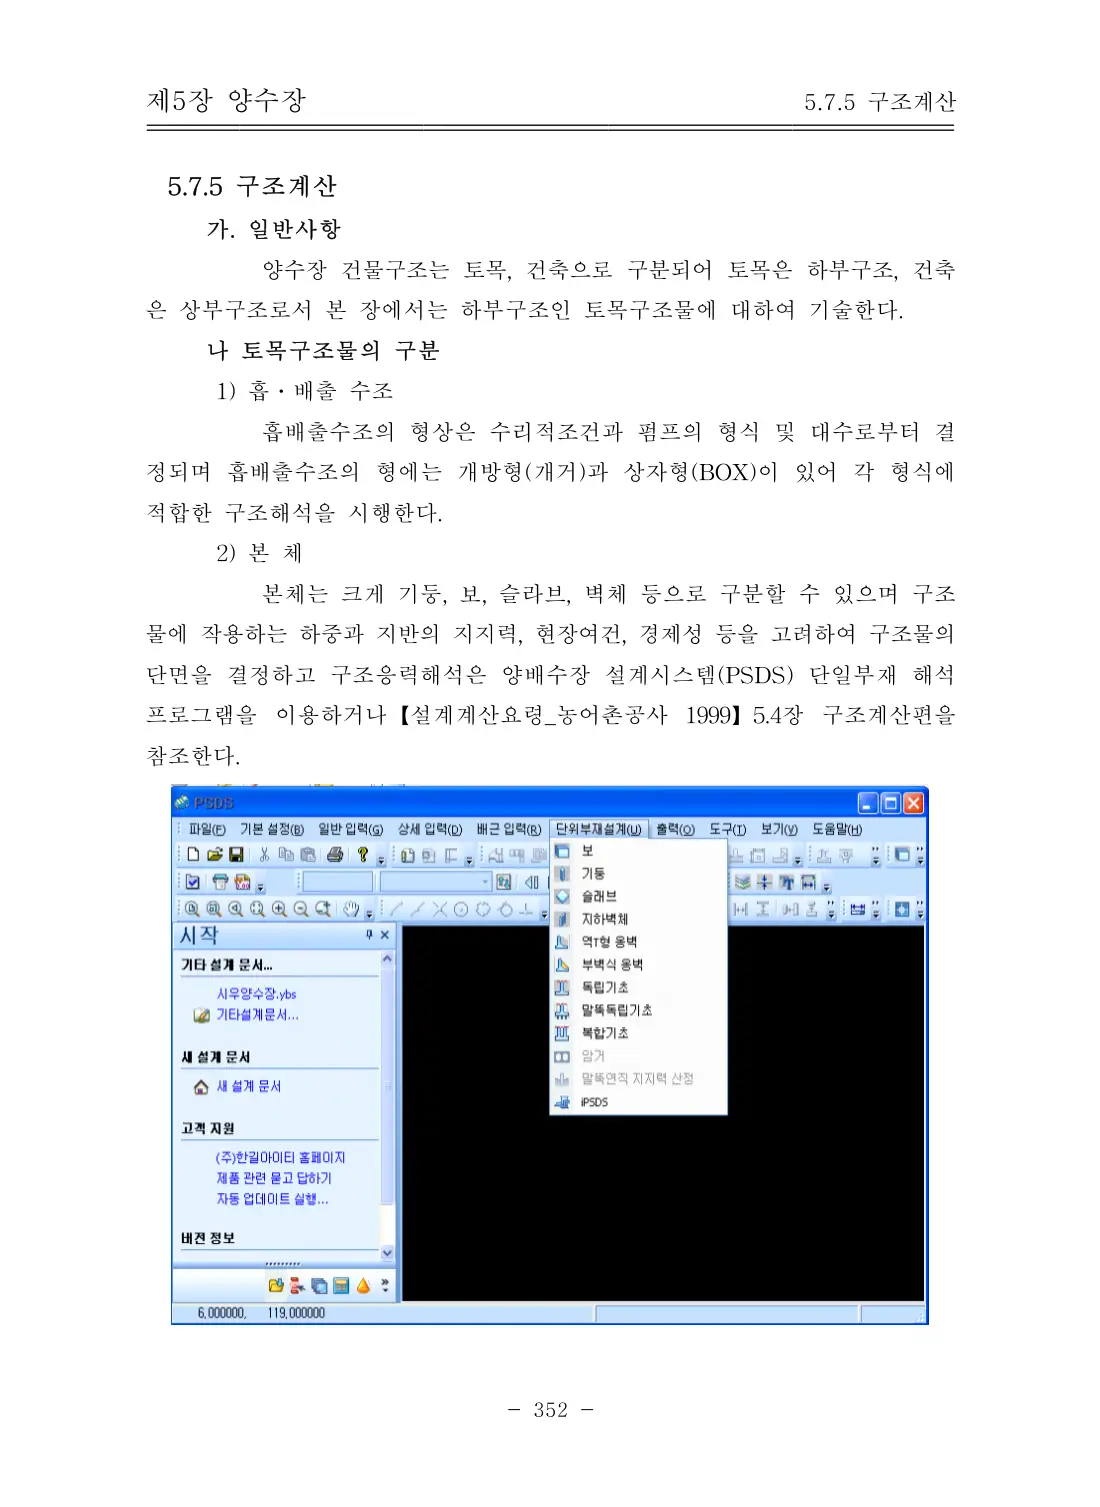 제5장 양수장
5.7.5 구조계산
5.7.5 구조계산
가. 일반사항
양수장 건물구조는 토목, 건축으로 구분되어 토목은 하부구조, 건축
은 상부구조로서 본 장에서는 하부구조인 토목구조물에 대하여 기술한다.
나 토목구조물의 구분
1) 흡·배출 수조
흡배출수조의 형상은 수리적조건과 펌프의 형식 및 대수로부터 결
정되며 흡배출수조의 형에는 개방형(개거)과 상자형(BOX)이 있어 각 형식에
적합한 구조해석을 시행한다.
2) 본 체
본체는 크게 기둥, 보, 슬라브, 벽체 등으로 구분할 수 있으며 구조
물에 작용하는 하중과 지반의 지지력, 현장여건, 경제성 등을 고려하여 구조물의
단면을 결정하고 구조응력해석은 양배수장 설계시스템(PSDS) 단일부재 해석
프로그램을 이용하거나【설계계산요령_농어촌공사 1999】5.4장 구조계산편을
참조한다.
PSDS
파일(F) 기본 설정(B) 일반 입력(G) 상세 입력(D) 배근 입력(R) 단위부재설계(U) 출력(O) 도구(T) 보기(V) 도움말(H)
보
기둥
슬래브
지하벽체
역T형 옹벽
부벽식 옹벽
독립기초
말뚝독립기초
복합기초
암거
말뚝연직 지지력 산정
iPSDS
시작
기타 설계 문서...
시우양수장.ybs
기타설계문서...
새 설계 문서
새 설계 문서
고객 지원
(주)한길아이티 홈페이지
제품 관련 묻고 답하기
자동 업데이트 실행...
버젼 정보
6,000000, 119,000000
- 352 -